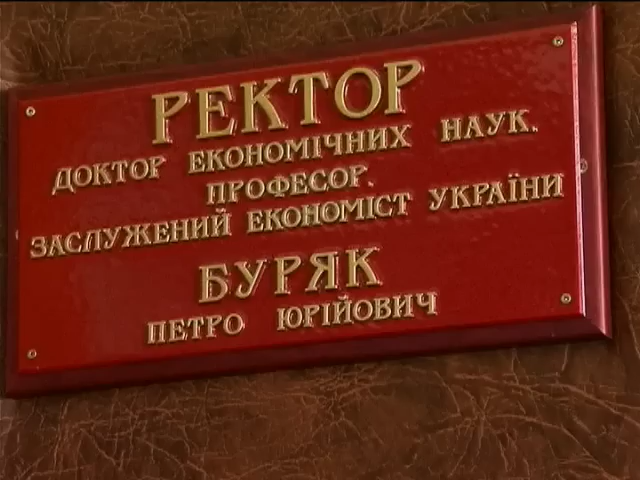 РЕКТОР
ДОКТОР ЕКОНОМІЧНИХ НАУК.
ПРОФЕСОР.
ЗАСЛУЖЕНИЙ ЕКОНОМІСТ УКРАЇНИ
БУРЯК
ПЕТРО ЮРІЙОВИЧ